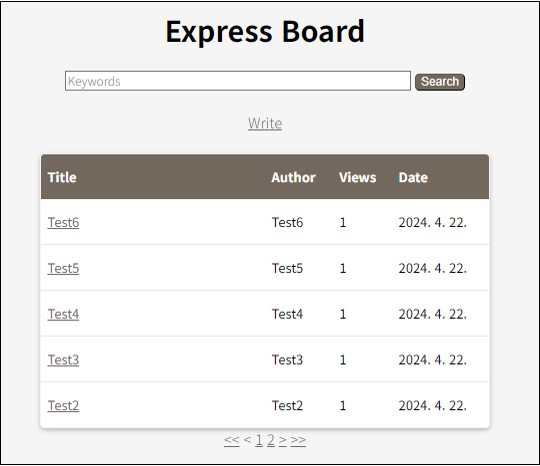 Express Board
Keywords Search
Write
Title Author Views Date
Test6 Test6 1 2024. 4. 22.
Test5 Test5 1 2024. 4. 22.
Test4 Test4 1 2024. 4. 22.
Test3 Test3 1 2024. 4. 22.
Test2 Test2 1 2024. 4. 22.
<< < 1 2 > >>